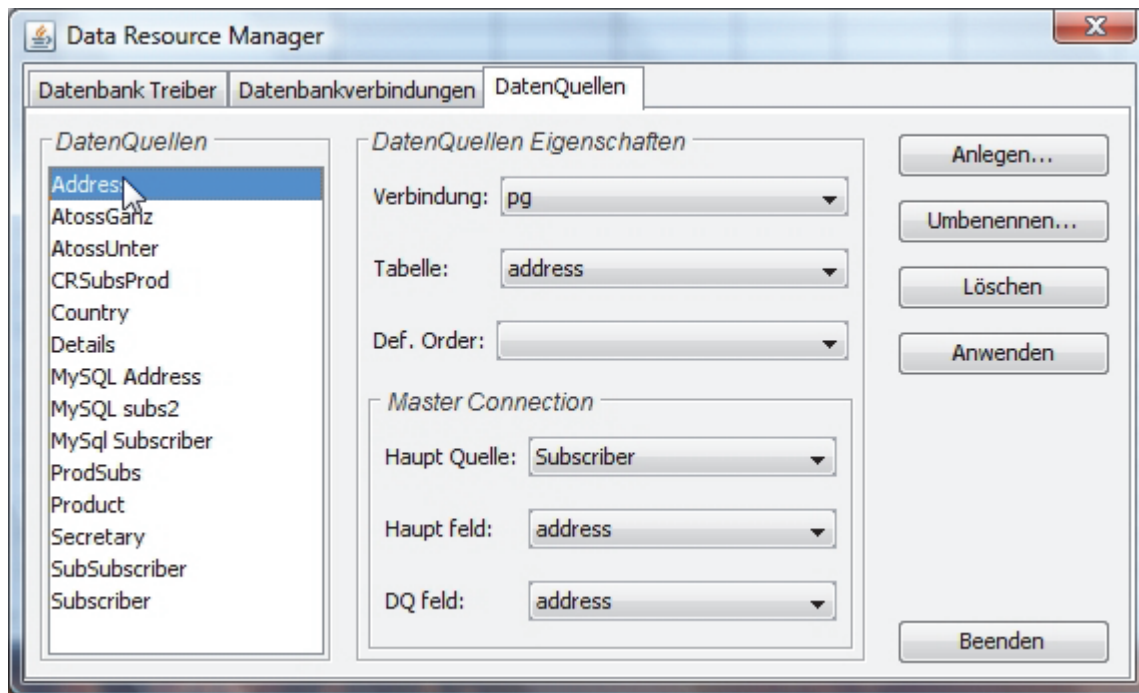 Data Resource Manager
Datenbank Treiber
Datenbankverbindungen
DatenQuellen
DatenQuellen
Address
AtossGanz
AtossUnter
CRSubsProd
Country
Details
MySQL Address
MySQL subs2
MySql Subscriber
ProdSubs
Product
Secretary
SubSubscriber
Subscriber
DatenQuellen Eigenschaften
Verbindung: pg
Tabelle: address
Def. Order:
Master Connection
Haupt Quelle: Subscriber
Haupt feld: address
DQ feld: address
Anlegen...
Umbenennen...
Löschen
Anwenden
Beenden